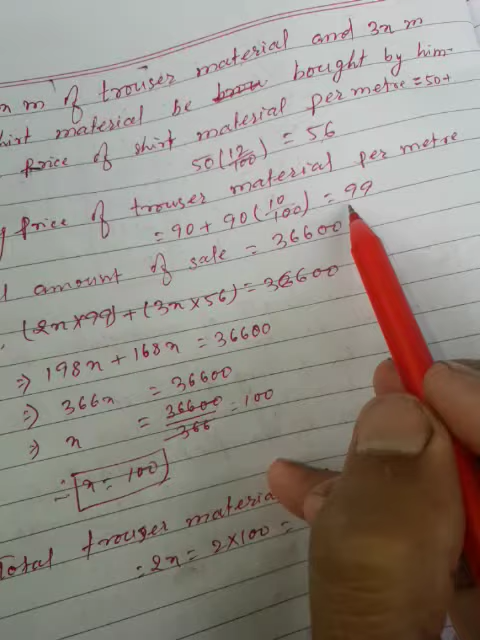 m of trouser material and 3x m
material be bought by him.
Price of shirt material per metre = 50+
50(12/100) = 56
price of trouser material per metre
= 90 + 90(10/100) = 99
amount of sale = 36600
(2x×99) + (3x×56) = 36600
⇒ 198x + 168x = 36600
⇒ 366x = 36600
⇒ x = 36600/366 = 100
∴ x = 100
Total trouser material
= 2x = 2×100 =